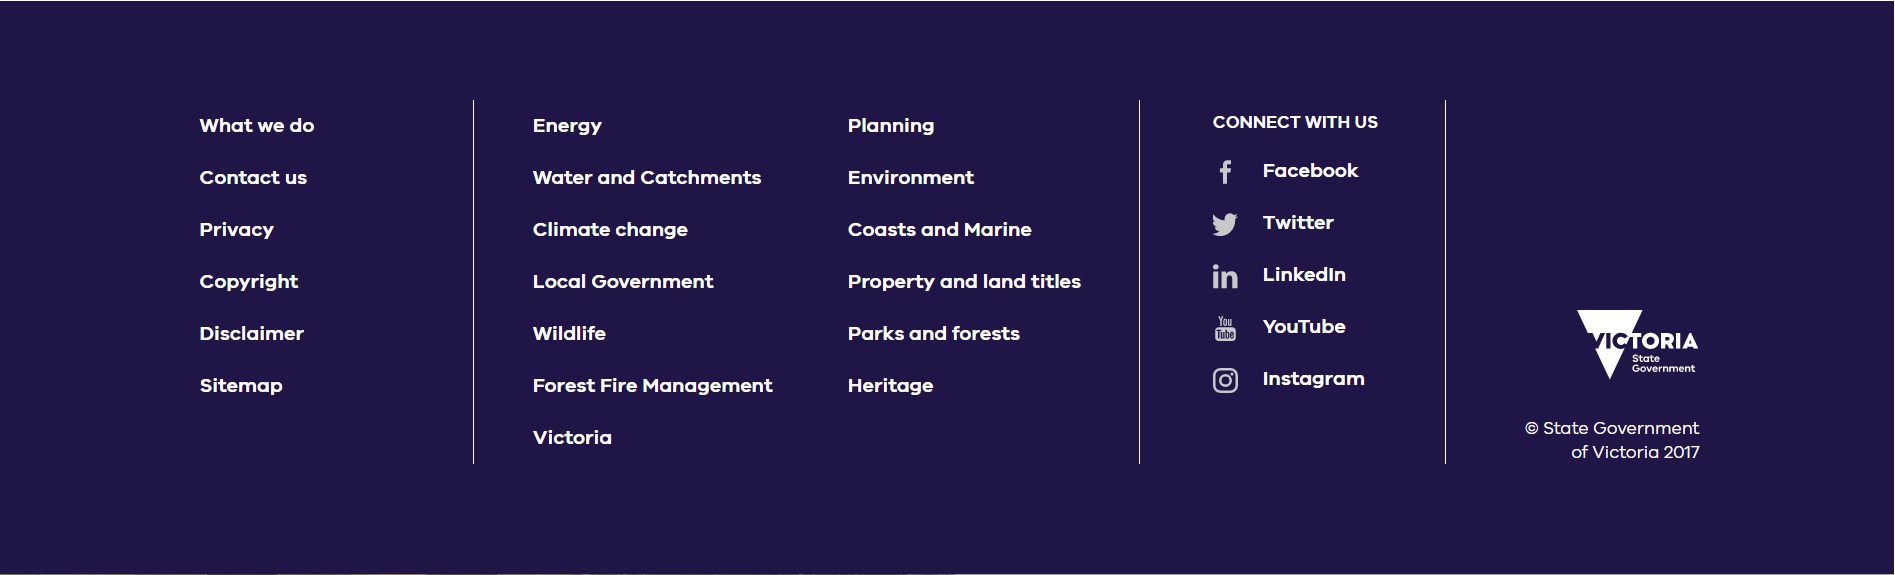 What we do
Contact us
Privacy
Copyright
Disclaimer
Sitemap
Energy
Water and Catchments
Climate change
Local Government
Wildlife
Forest Fire Management
Victoria
Planning
Environment
Coasts and Marine
Property and land titles
Parks and forests
Heritage
CONNECT WITH US
Facebook
Twitter
LinkedIn
You
Tube
YouTube
Instagram
VICTORIA
State
Government
© State Government
of Victoria 2017